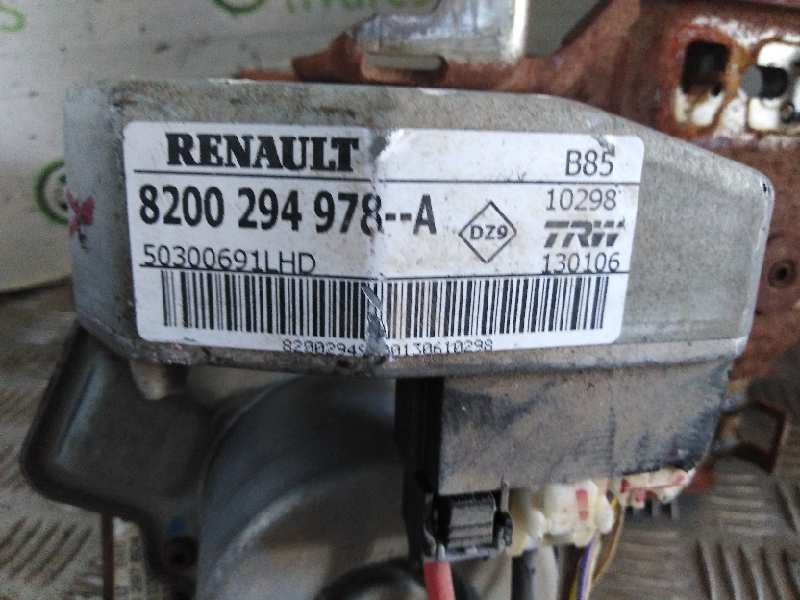 RENAULT B85
8200 294 978--A 10298
DZ9 TRW
50300691LHD 130106